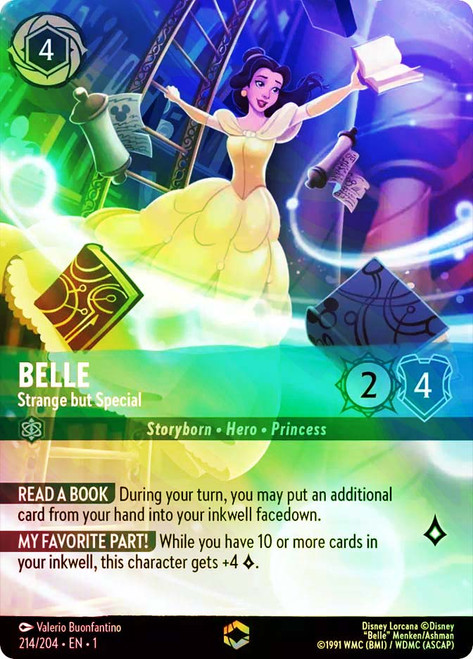 4
BELLE
Strange but Special
2
4
Storyborn • Hero • Princess
READ A BOOK During your turn, you may put an additional
card from your hand into your inkwell facedown.
MY FAVORITE PART! While you have 10 or more cards in
your inkwell, this character gets +4 ⟡.
Valerio Buonfantino
214/204 • EN • 1
Disney Lorcana ©Disney
"Belle" Menken/Ashman
©1991 WMC (BMI) / WDMC (ASCAP)